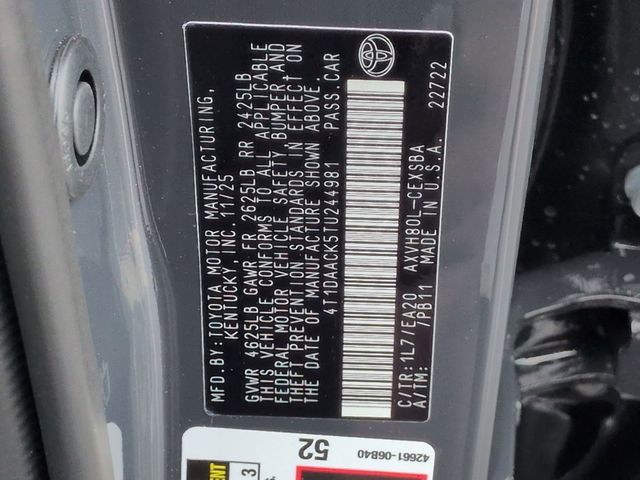 MFD.BY:TOYOTA MOTOR MANUFACTURING,
KENTUCKY, INC. 11/25
GVWR 4625LB GAWR FR 2625LB RR 2425LB
THIS VEHICLE CONFORMS TO ALL APPLICABLE
FEDERAL MOTOR VEHICLE SAFETY, BUMPER, AND
THEFT PREVENTION STANDARDS IN EFFECT ON
THE DATE OF MANUFACTURE SHOWN ABOVE.
4T1DAACK5TU244981 PASS.CAR
C/TR:1L7/EA20 AXVH80L-CEXSBA
A/TM: /PB11 MADE IN U.S.A.
22722
52
42661-06B40
3